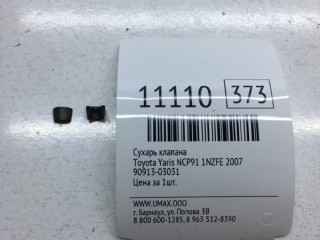 11110 373
Сухарь клапана
Toyota Yaris NCP91 1NZFE 2007
90913-03031
Цена за 1шт.
WWW.UMAX.OOO
г. Барнаул, ул. Попова 3В
8 800 600-1285, 8 963 512-8390